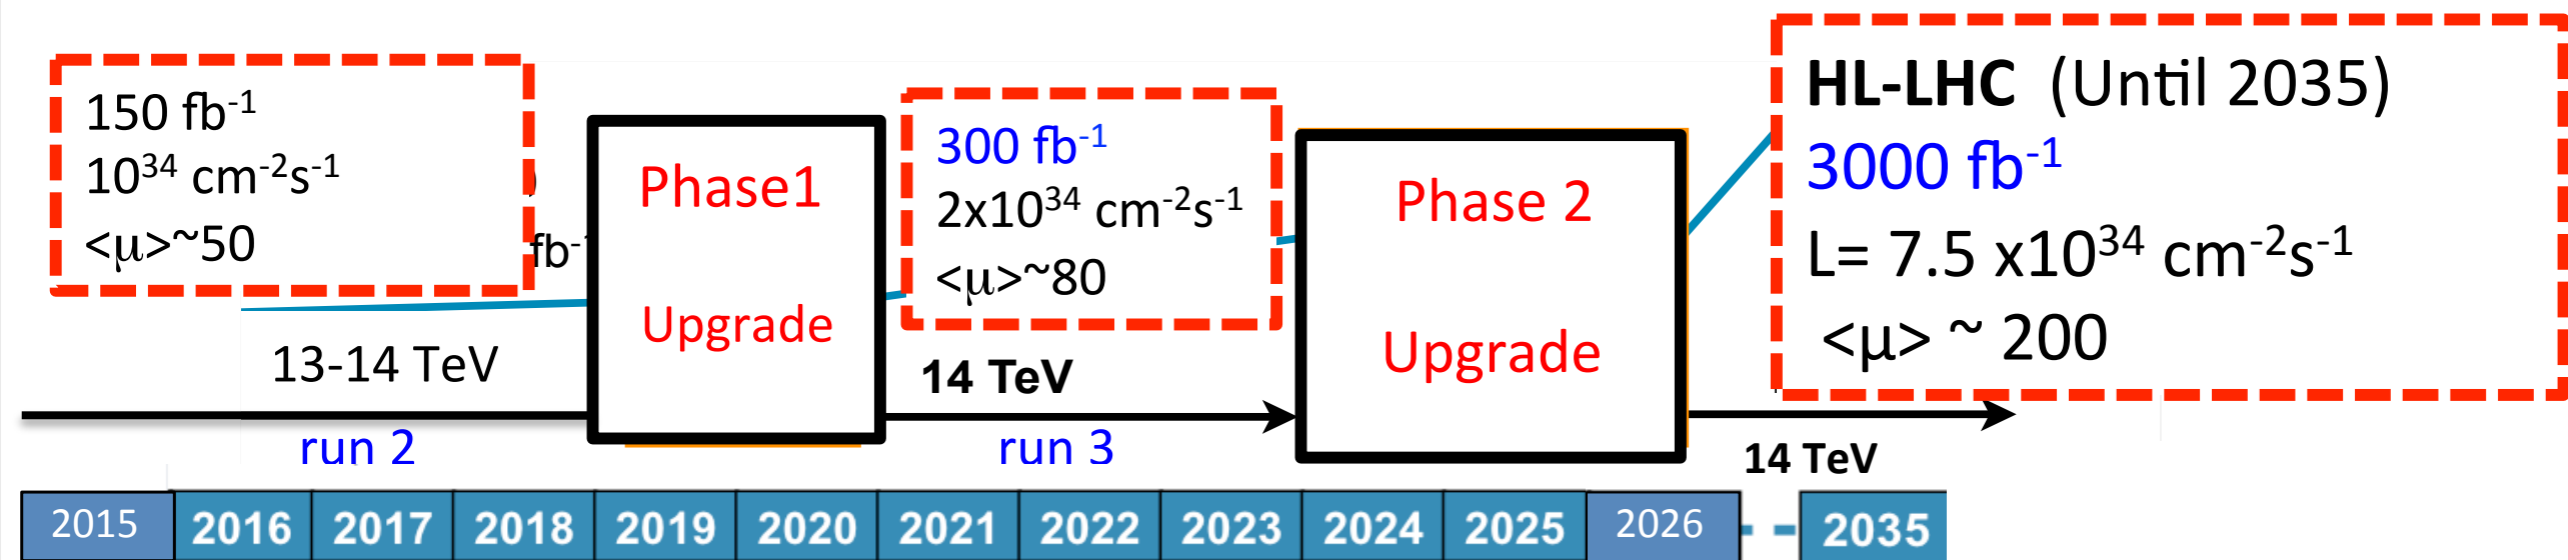 150 fb⁻¹
10³⁴ cm⁻²s⁻¹
<μ>~50
)
fb⁻¹
13-14 TeV
run 2
Phase1
Upgrade
300 fb⁻¹
2x10³⁴ cm⁻²s⁻¹
<μ>~80
14 TeV
run 3
Phase 2
Upgrade
HL-LHC (Until 2035)
3000 fb⁻¹
L= 7.5 x10³⁴ cm⁻²s⁻¹
<μ> ~ 200
14 TeV
2015 2016 2017 2018 2019 2020 2021 2022 2023 2024 2025 2026 2035